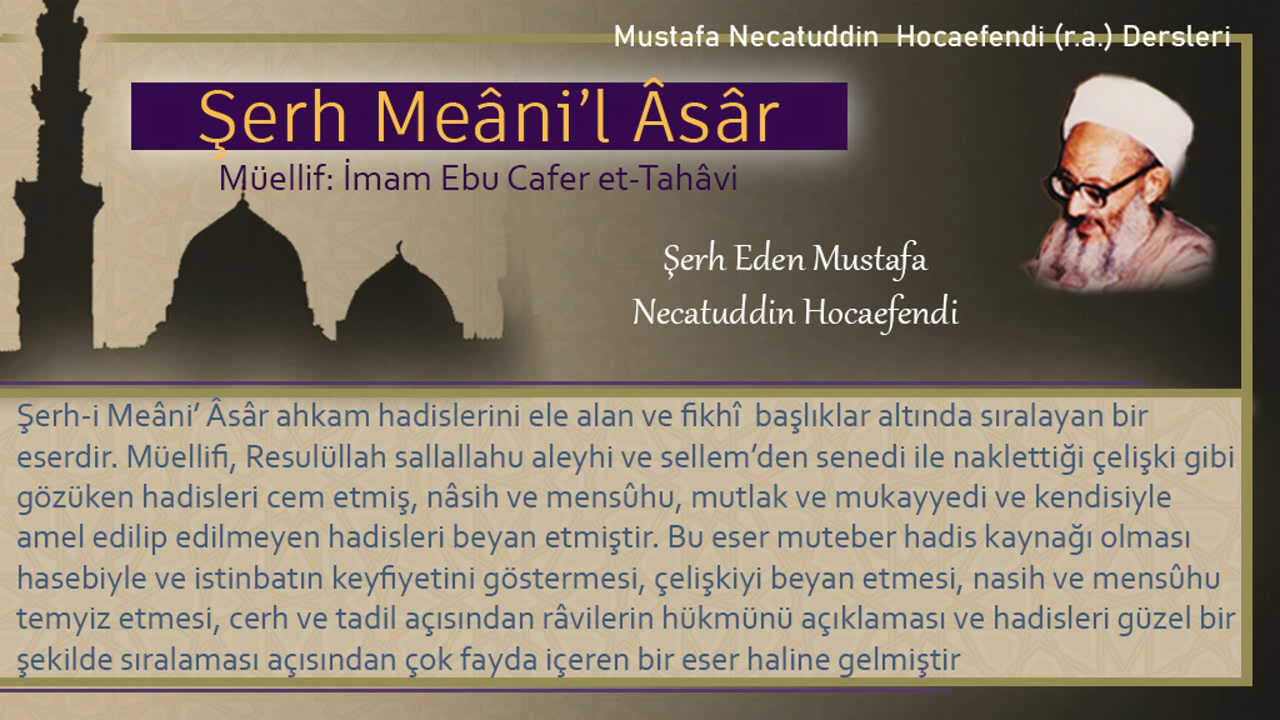 Mustafa Necatuddin Hocaefendi (r.a.) Dersleri
Şerh Meâni’l Âsâr
Müellif: İmam Ebu Cafer et-Tahâvi
Şerh Eden Mustafa
Necatuddin Hocaefendi
Şerh-i Meâni’ Âsâr ahkam hadislerini ele alan ve fikhî başlıklar altında sıralayan bir
eserdir. Müellifi, Resulüllah sallallahu aleyhi ve sellem’den senedi ile naklettiği çelişki gibi
gözüken hadisleri cem etmiş, nâsih ve mensûhu, mutlak ve mukayyedi ve kendisiyle
amel edilip edilmeyen hadisleri beyan etmiştir. Bu eser muteber hadis kaynağı olması
hasebiyle ve istinbatın keyfiyetini göstermesi, çelişkiyi beyan etmesi, nasih ve mensûhu
temyiz etmesi, cerh ve tadil açısından râvilerin hükmünü açıklaması ve hadisleri güzel bir
şekilde sıralaması açısından çok fayda içeren bir eser haline gelmiştir